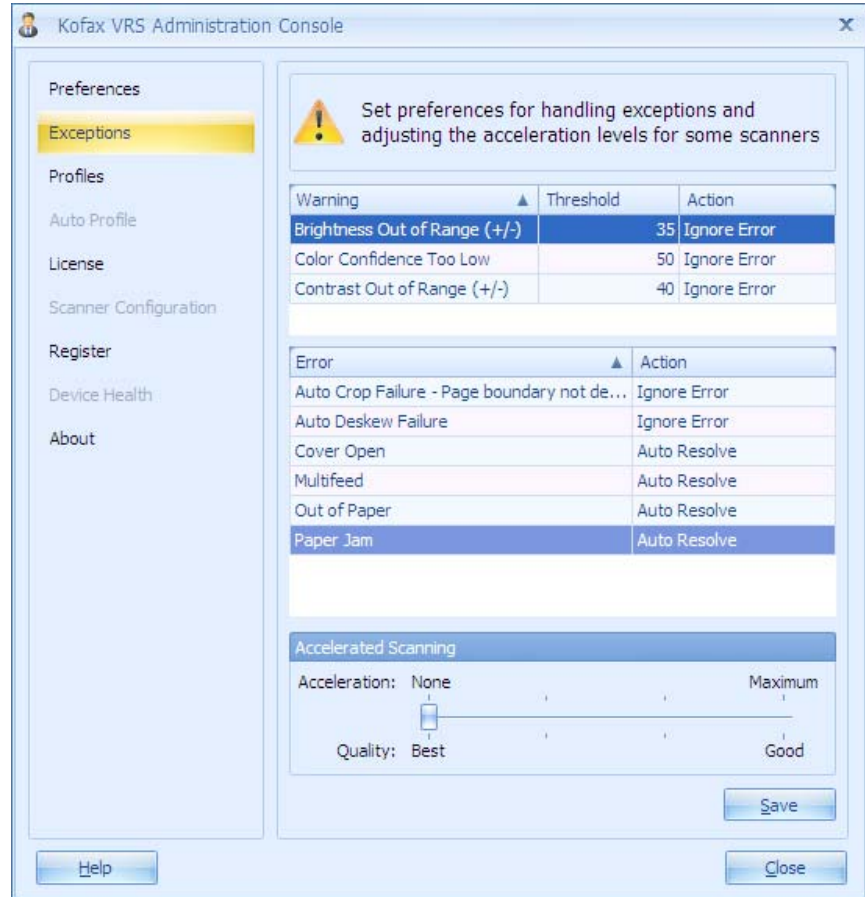 Kofax VRS Administration Console
Preferences
Exceptions
Profiles
Auto Profile
License
Scanner Configuration
Register
Device Health
About
Set preferences for handling exceptions and
adjusting the acceleration levels for some scanners
Warning Threshold Action
Brightness Out of Range (+/-) 35 Ignore Error
Color Confidence Too Low 50 Ignore Error
Contrast Out of Range (+/-) 40 Ignore Error
Error Action
Auto Crop Failure - Page boundary not de... Ignore Error
Auto Deskew Failure Ignore Error
Cover Open Auto Resolve
Multifeed Auto Resolve
Out of Paper Auto Resolve
Paper Jam Auto Resolve
Accelerated Scanning
Acceleration: None Maximum
Quality: Best Good
Save
Help Close